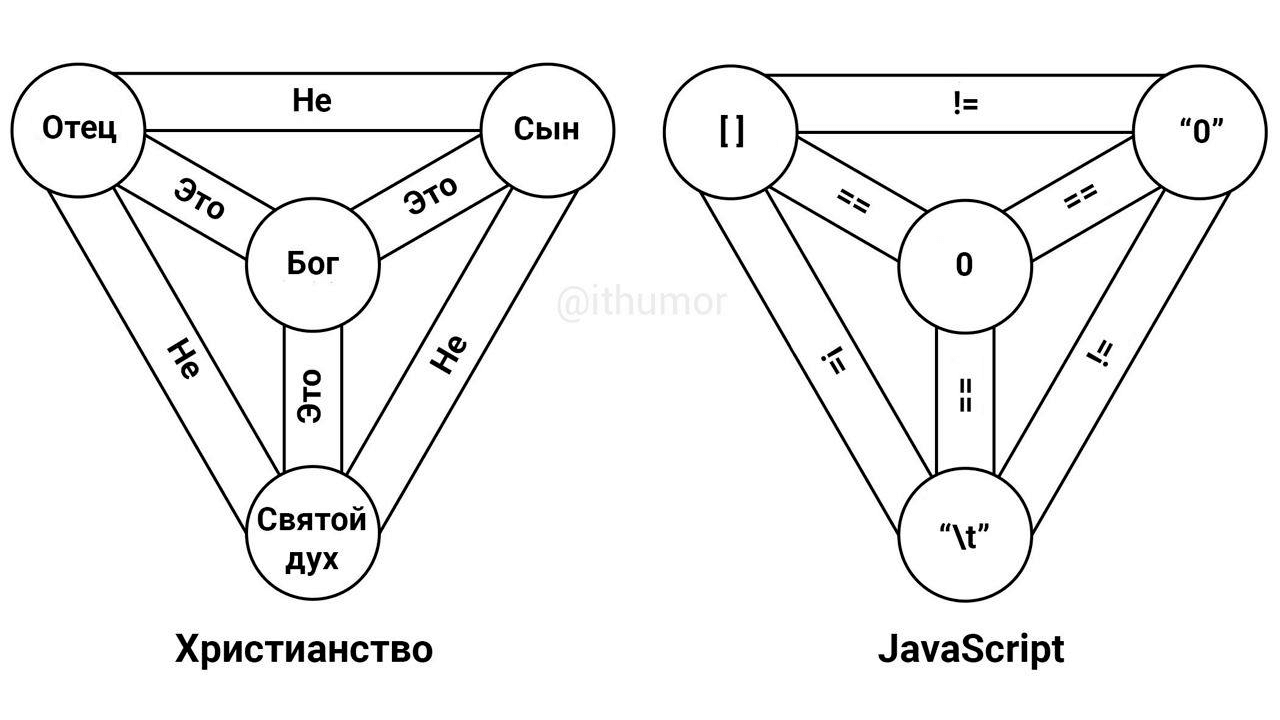 Не
Отец
Сын
Это
Это
Бог
Не
Это
Не
Святой
дух
Христианство
@ithumor
!=
[ ]
“0”
==
==
0
!=
==
!=
“\t”
JavaScript